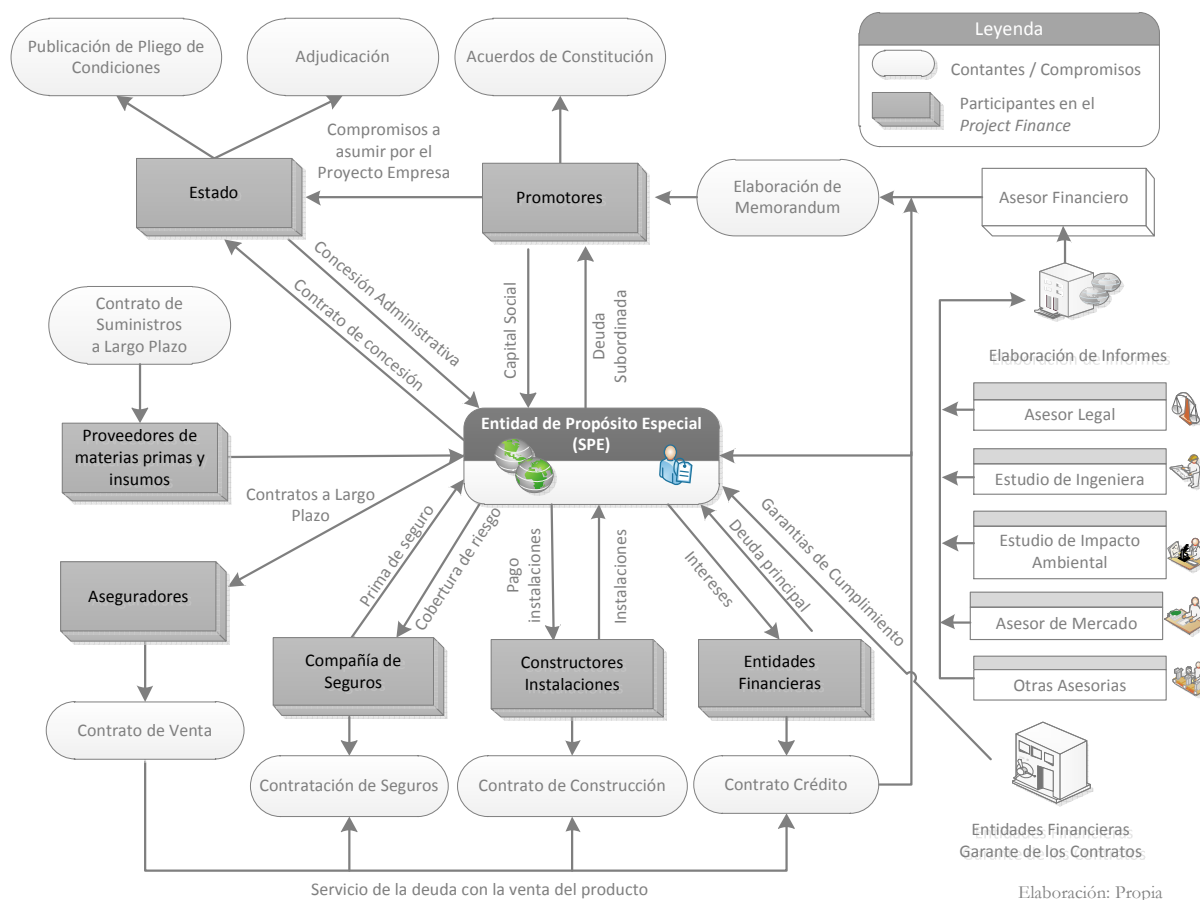 Publicación de Pliego de
Condiciones
Adjudicación
Acuerdos de Constitución
Leyenda
Contantes / Compromisos
Participantes en el
Project Finance
Compromisos a
asumir por el
Proyecto Empresa
Estado
Promotores
Elaboración de
Memorandum
Asesor Financiero
Concesión Administrativa
Contrato de concesión
Capital Social
Deuda
Subordinada
Contrato de
Suministros
a Largo Plazo
Elaboración de Informes
Asesor Legal
Estudio de Ingeniera
Estudio de Impacto
Ambiental
Asesor de Mercado
Otras Asesorias
Proveedores de
materias primas y
insumos
Entidad de Propósito Especial
(SPE)
Contratos a Largo
Plazo
Prima de seguro
Cobertura de riesgo
Pago
instalaciones
Instalaciones
Intereses
Deuda principal
Garantias de Cumplimiento
Aseguradores
Compañía de
Seguros
Constructores
Instalaciones
Entidades
Financieras
Contrato de Venta
Contratación de Seguros
Contrato de Construcción
Contrato Crédito
Entidades Financieras
Garante de los Contratos
Servicio de la deuda con la venta del producto
Elaboración: Propia